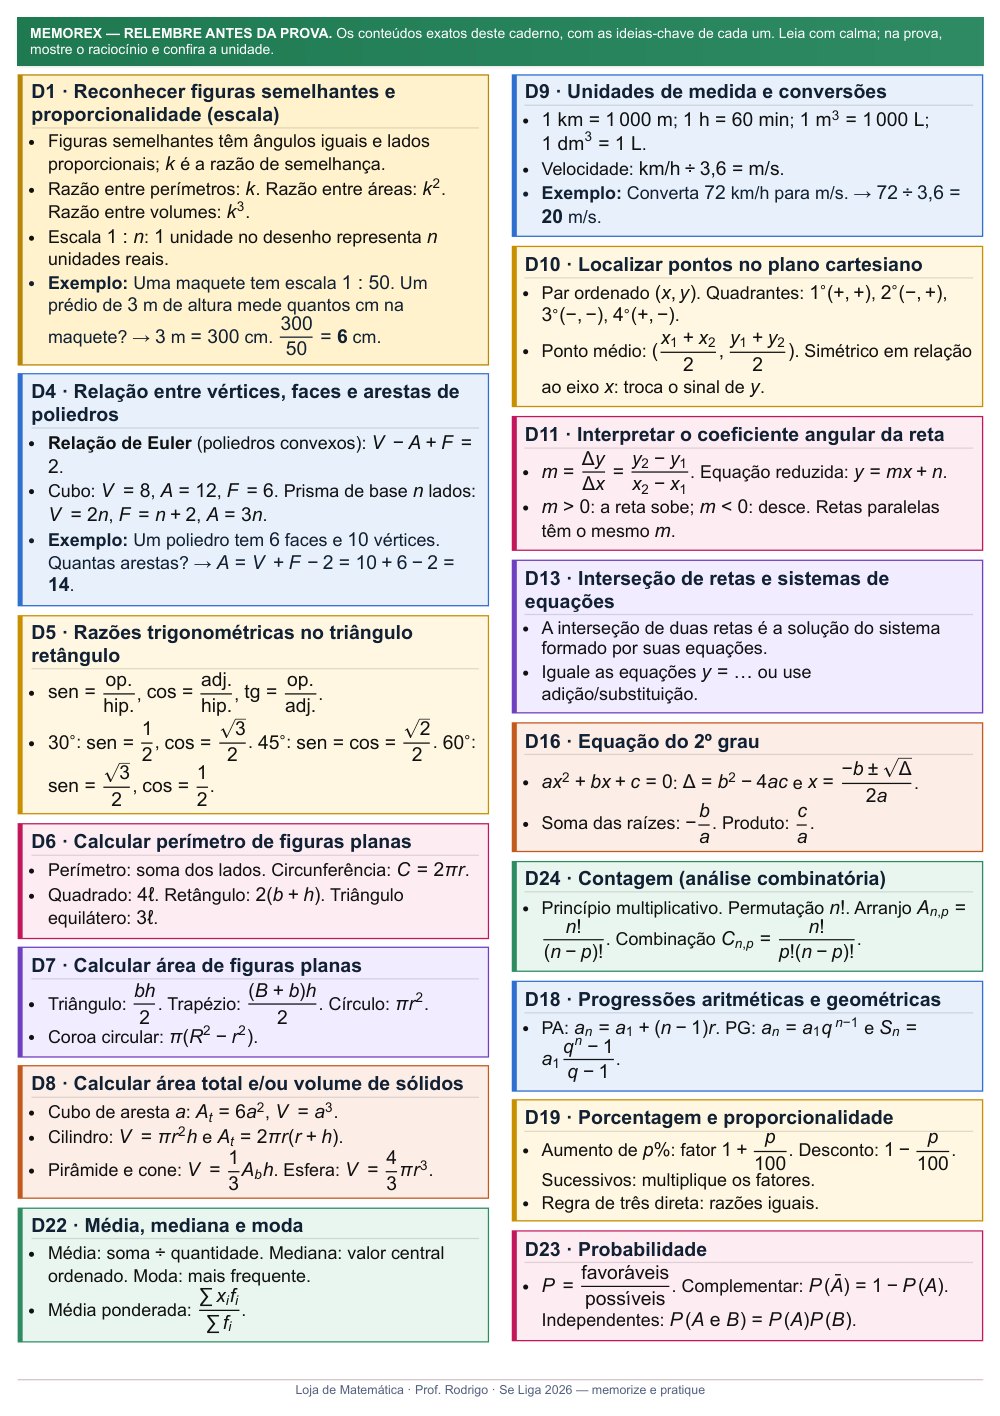 MEMOREX — RELEMBRE ANTES DA PROVA. Os conteúdos exatos deste caderno, com as ideias-chave de cada um. Leia com calma; na prova,
mostre o raciocínio e confira a unidade.
D1 · Reconhecer figuras semelhantes e
proporcionalidade (escala)
• Figuras semelhantes têm ângulos iguais e lados
proporcionais; k é a razão de semelhança.
• Razão entre perímetros: k. Razão entre áreas: k².
Razão entre volumes: k³.
• Escala 1 : n: 1 unidade no desenho representa n
unidades reais.
• Exemplo: Uma maquete tem escala 1 : 50. Um
prédio de 3 m de altura mede quantos cm na
maquete? → 3 m = 300 cm. 300/50 = 6 cm.
D4 · Relação entre vértices, faces e arestas de
poliedros
• Relação de Euler (poliedros convexos): V − A + F =
2.
• Cubo: V = 8, A = 12, F = 6. Prisma de base n lados:
V = 2n, F = n + 2, A = 3n.
• Exemplo: Um poliedro tem 6 faces e 10 vértices.
Quantas arestas? → A = V + F − 2 = 10 + 6 − 2 =
14.
D5 · Razões trigonométricas no triângulo
retângulo
• sen = op./hip., cos = adj./hip., tg = op./adj.
• 30°: sen = 1/2, cos = √3/2. 45°: sen = cos = √2/2. 60°:
sen = √3/2, cos = 1/2.
D6 · Calcular perímetro de figuras planas
• Perímetro: soma dos lados. Circunferência: C = 2πr.
• Quadrado: 4ℓ. Retângulo: 2(b + h). Triângulo
equilátero: 3ℓ.
D7 · Calcular área de figuras planas
• Triângulo: bh/2. Trapézio: (B + b)h/2. Círculo: πr².
• Coroa circular: π(R² − r²).
D8 · Calcular área total e/ou volume de sólidos
• Cubo de aresta a: Aₜ = 6a², V = a³.
• Cilindro: V = πr²h e Aₜ = 2πr(r + h).
• Pirâmide e cone: V = 1/3 A_b h. Esfera: V = 4/3 πr³.
D22 · Média, mediana e moda
• Média: soma ÷ quantidade. Mediana: valor central
ordenado. Moda: mais frequente.
• Média ponderada: ∑ xᵢfᵢ / ∑ fᵢ.
D9 · Unidades de medida e conversões
• 1 km = 1 000 m; 1 h = 60 min; 1 m³ = 1 000 L;
1 dm³ = 1 L.
• Velocidade: km/h ÷ 3,6 = m/s.
• Exemplo: Converta 72 km/h para m/s. → 72 ÷ 3,6 =
20 m/s.
D10 · Localizar pontos no plano cartesiano
• Par ordenado (x, y). Quadrantes: 1°(+, +), 2°(−, +),
3°(−, −), 4°(+, −).
• Ponto médio: ((x₁ + x₂)/2, (y₁ + y₂)/2). Simétrico em relação
ao eixo x: troca o sinal de y.
D11 · Interpretar o coeficiente angular da reta
• m = Δy/Δx = (y₂ − y₁)/(x₂ − x₁). Equação reduzida: y = mx + n.
• m > 0: a reta sobe; m < 0: desce. Retas paralelas
têm o mesmo m.
D13 · Interseção de retas e sistemas de
equações
• A interseção de duas retas é a solução do sistema
formado por suas equações.
• Iguale as equações y = … ou use
adição/substituição.
D16 · Equação do 2º grau
• ax² + bx + c = 0: Δ = b² − 4ac e x = (−b ± √Δ)/2a.
• Soma das raízes: −b/a. Produto: c/a.
D24 · Contagem (análise combinatória)
• Princípio multiplicativo. Permutação n!. Arranjo Aₙ,ₚ =
n!/(n − p)!. Combinação Cₙ,ₚ = n!/p!(n − p)!.
D18 · Progressões aritméticas e geométricas
• PA: aₙ = a₁ + (n − 1)r. PG: aₙ = a₁qⁿ⁻¹ e Sₙ =
a₁ (qⁿ − 1)/(q − 1).
D19 · Porcentagem e proporcionalidade
• Aumento de p%: fator 1 + p/100. Desconto: 1 − p/100.
Sucessivos: multiplique os fatores.
• Regra de três direta: razões iguais.
D23 · Probabilidade
• P = favoráveis/possíveis. Complementar: P(Ā) = 1 − P(A).
Independentes: P(A e B) = P(A)P(B).
Loja de Matemática · Prof. Rodrigo · Se Liga 2026 — memorize e pratique